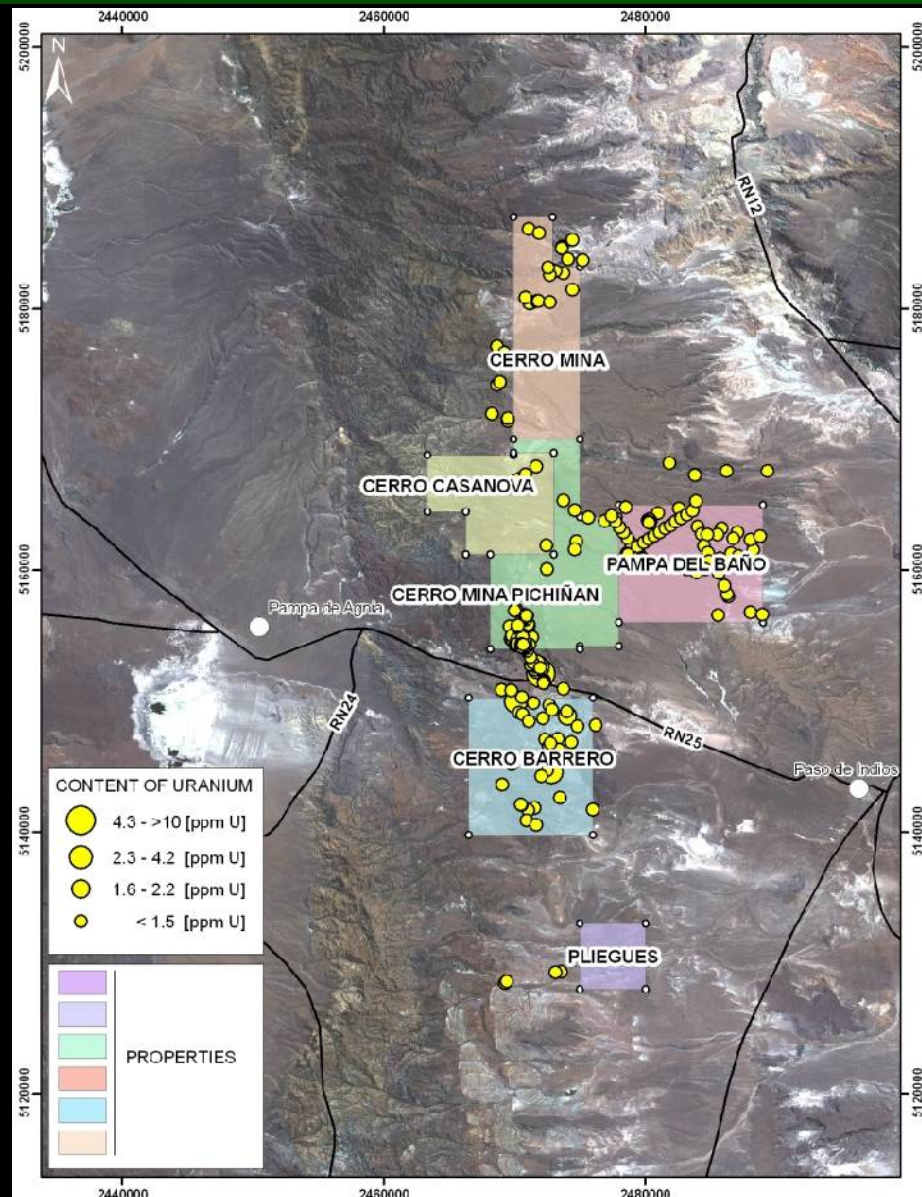 2440000 2460000 2480000
5200000 5200000
N
RN12
5180000 5180000
CERRO MINA
CERRO CASANOVA
PAMPA DEL BAÑO
5160000 5160000
CERRO MINA PICHIÑAN
Pampa de Agnia
RN24
RN25
CERRO BARRERO
Paso de Indios
CONTENT OF URANIUM
4.3 - >10 [ppm U]
2.3 - 4.2 [ppm U]
1.6 - 2.2 [ppm U]
< 1.5 [ppm U]
5140000 5140000
PLIEGUES
PROPERTIES
5120000 5120000
2440000 2460000 2480000